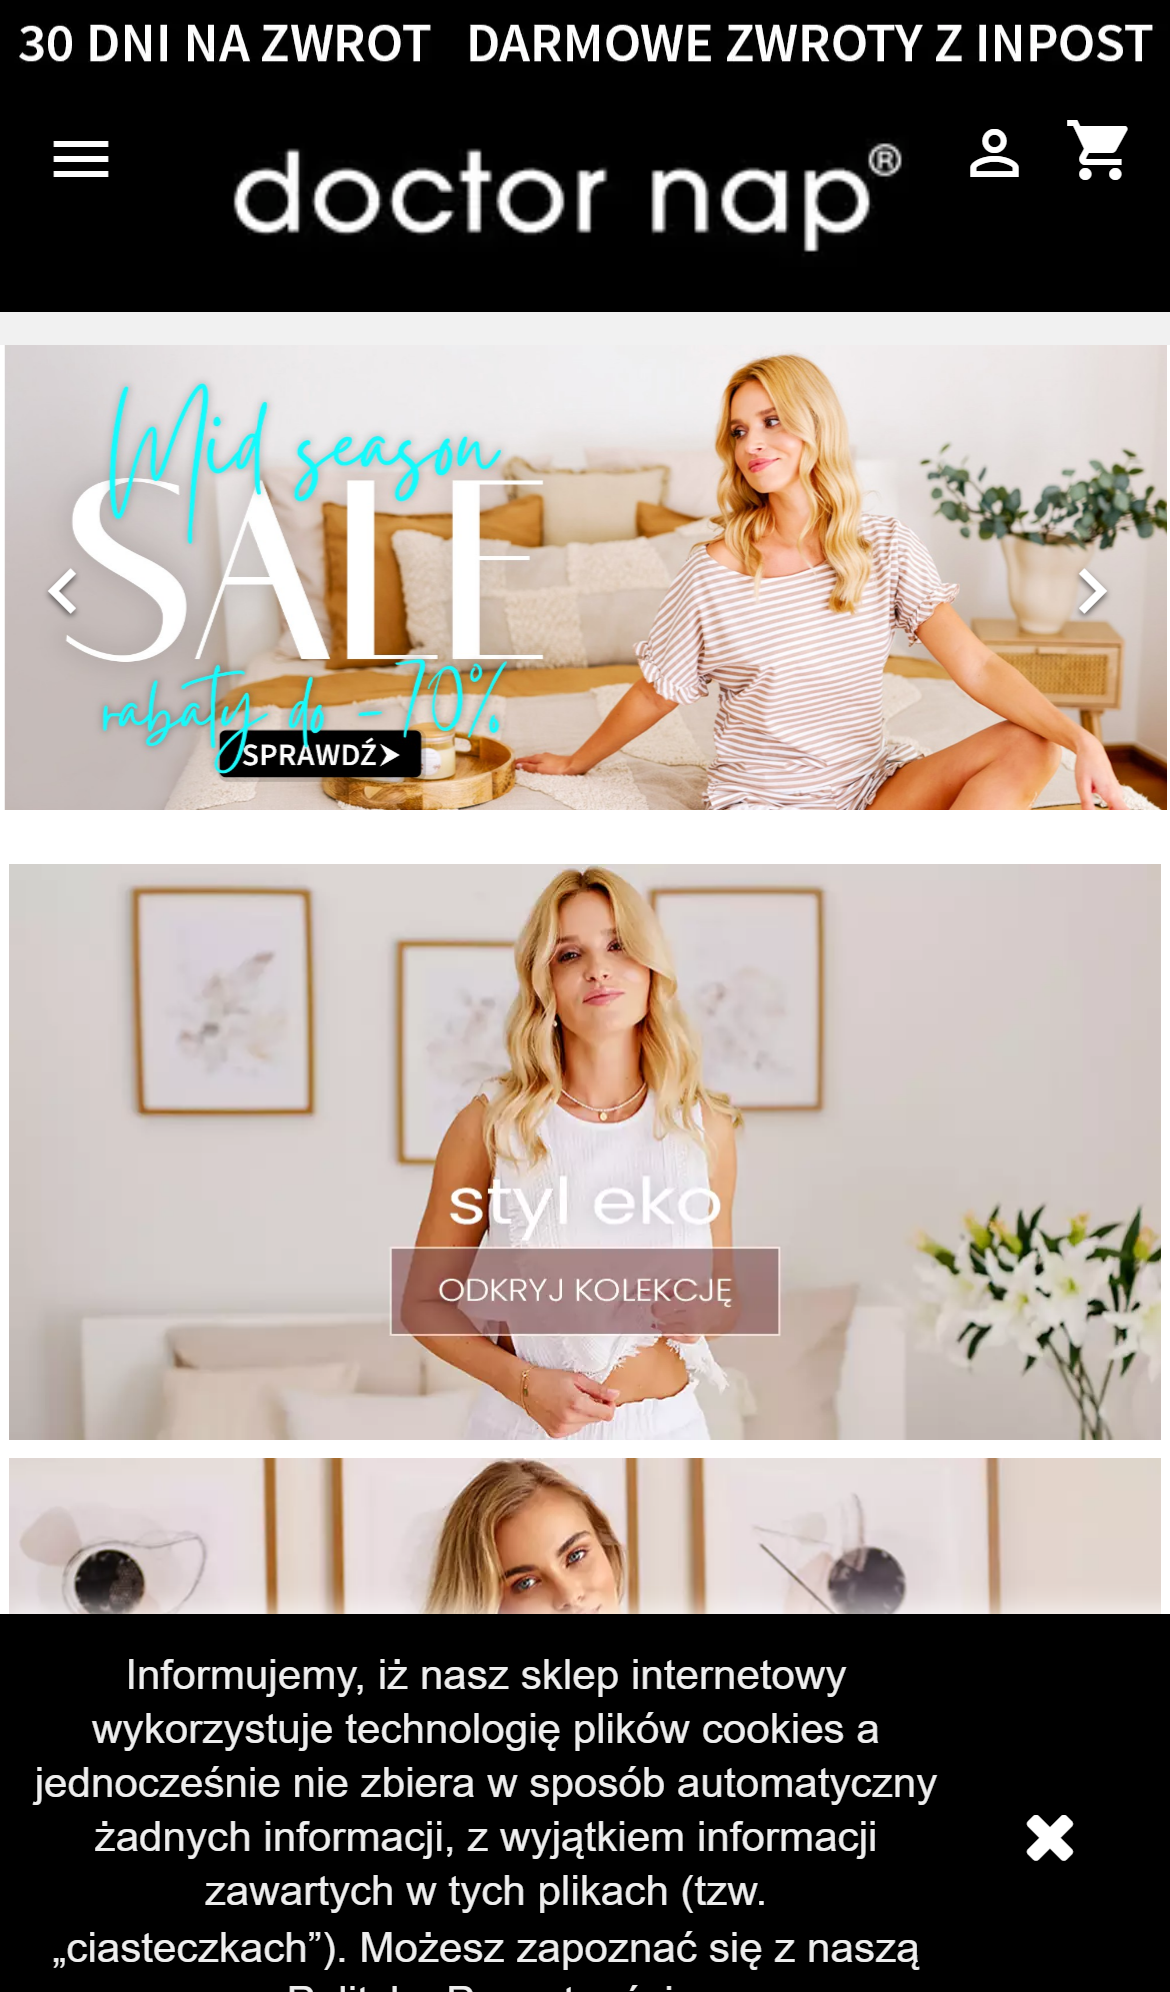 30 DNI NA ZWROT DARMOWE ZWROTY Z INPOST
doctor nap®
Mid season
SALE
rabaty do -70%
SPRAWDŹ
styl eko
ODKRYJ KOLEKCJĘ
Informujemy, iż nasz sklep internetowy
wykorzystuje technologię plików cookies a
jednocześnie nie zbiera w sposób automatyczny
żadnych informacji, z wyjątkiem informacji
zawartych w tych plikach (tzw.
„ciasteczkach”). Możesz zapoznać się z naszą